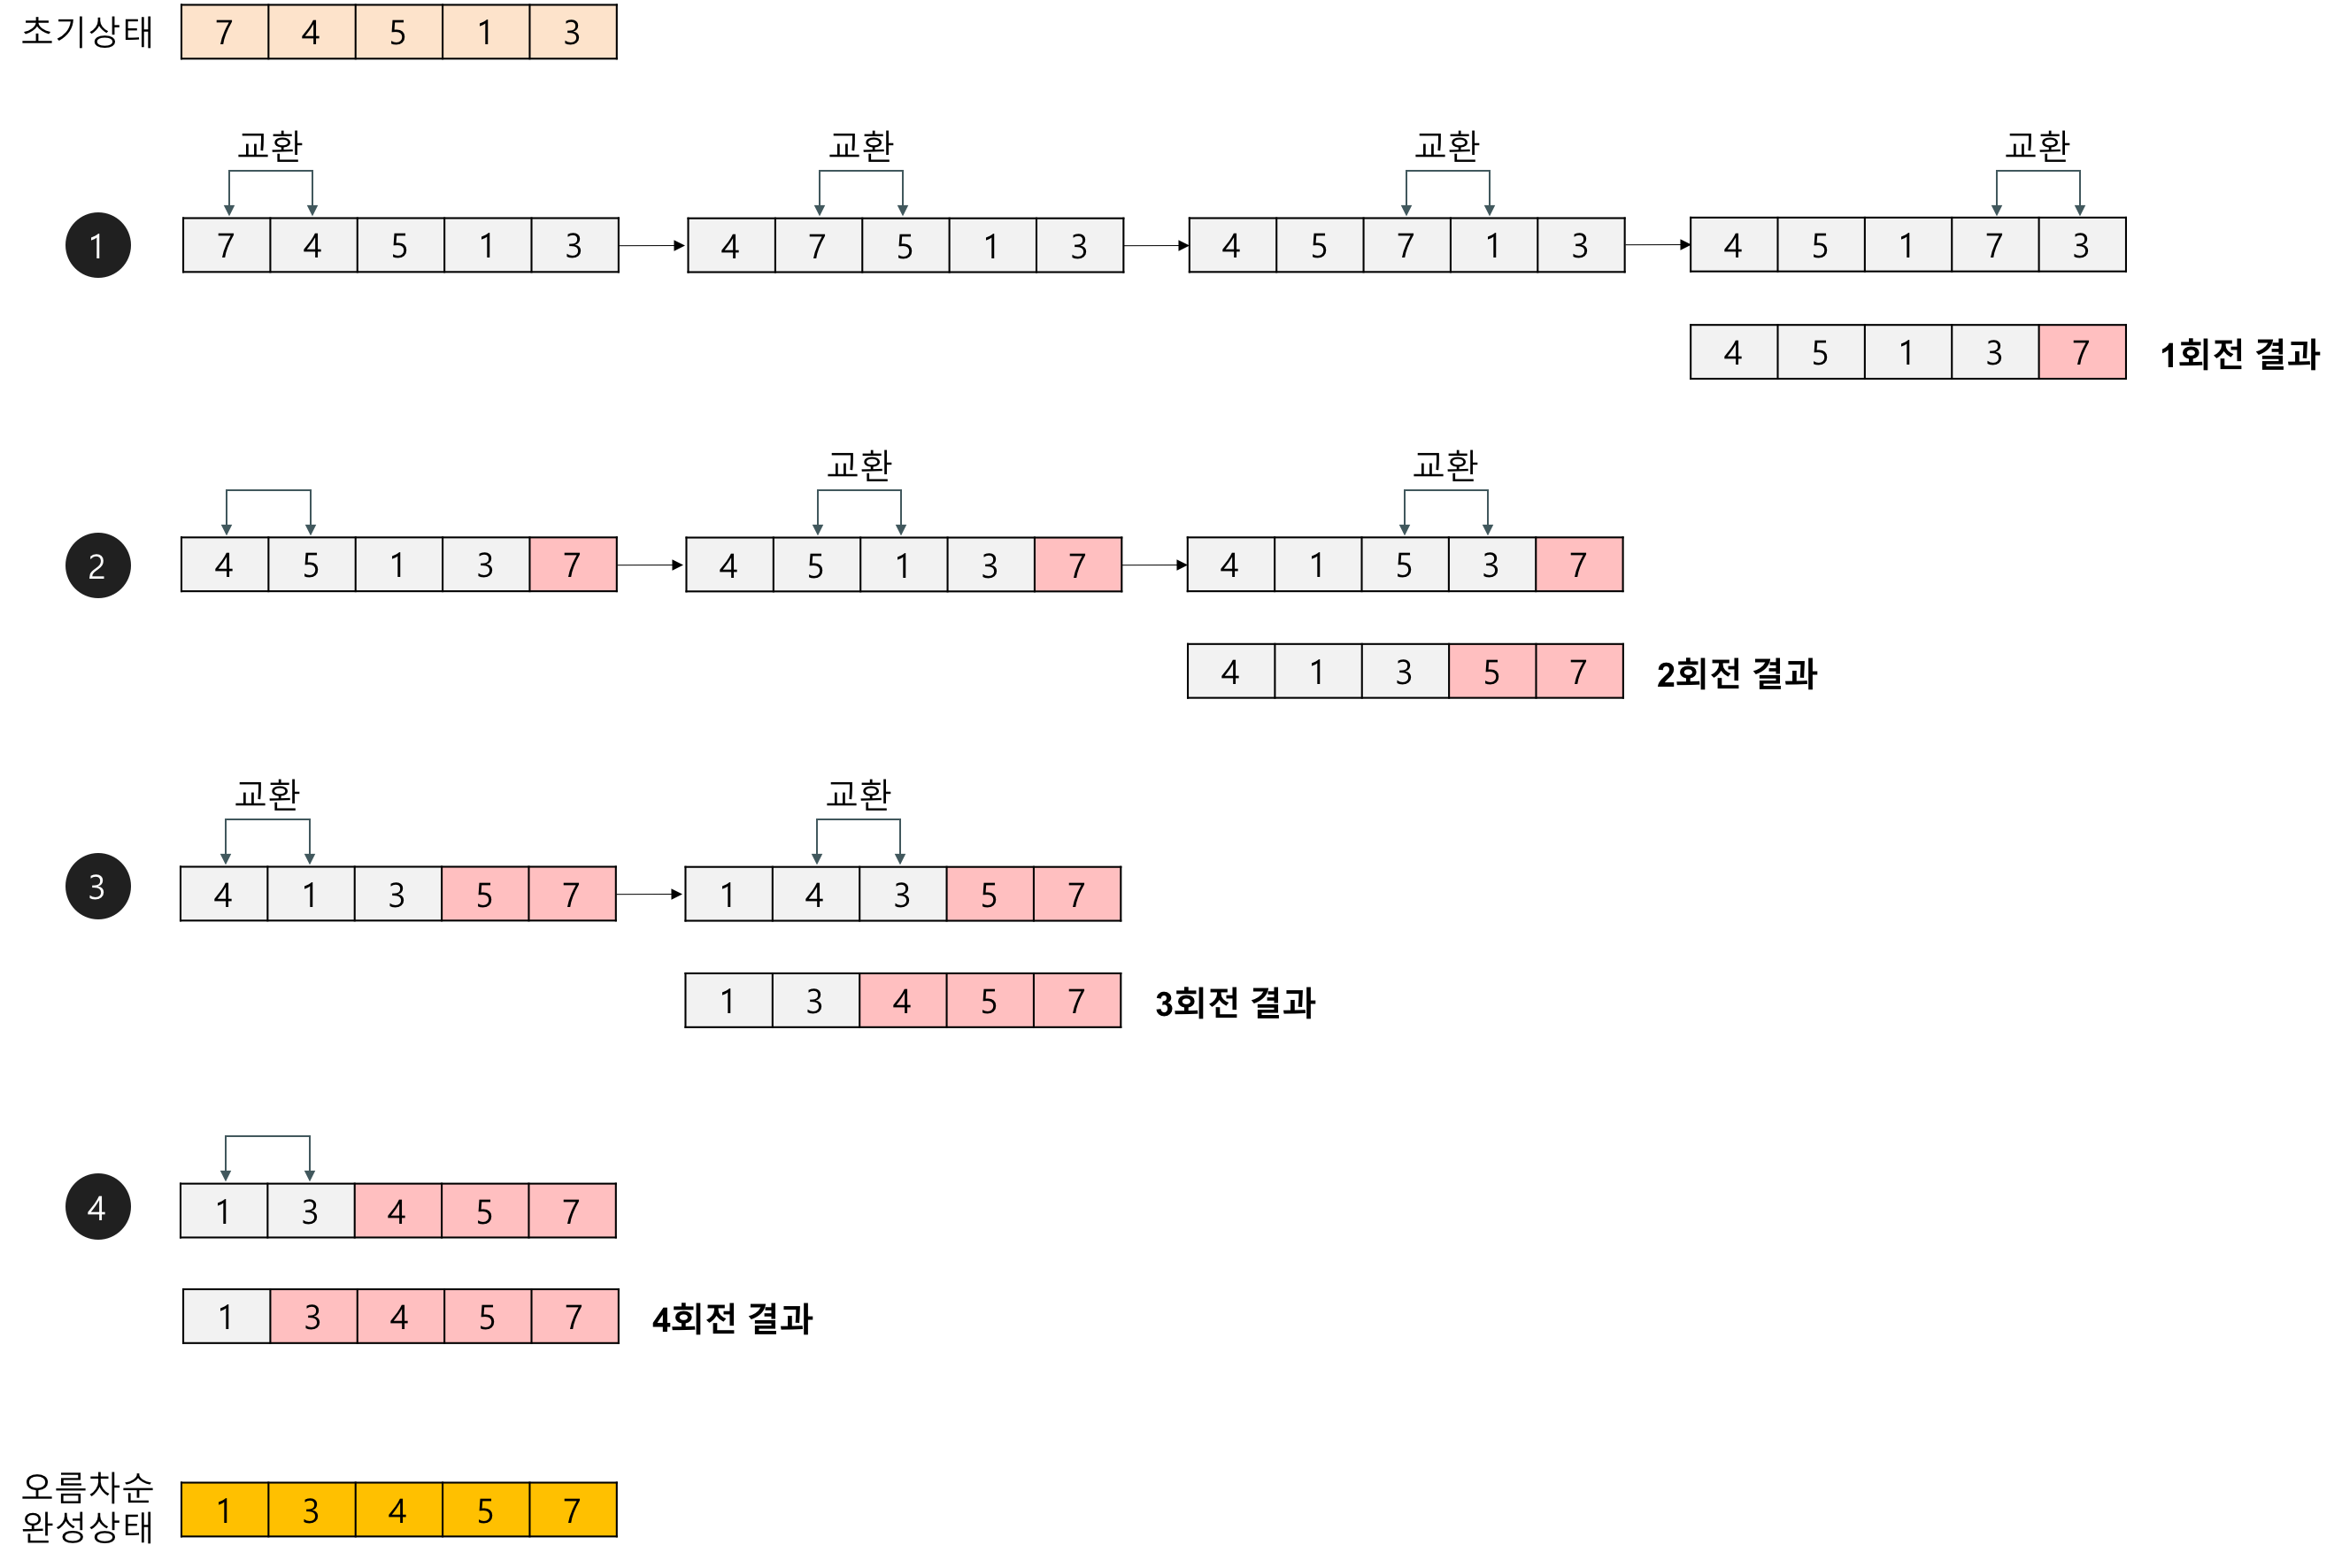 초기상태 7 4 5 1 3
교환 교환 교환 교환
1 7 4 5 1 3 4 7 5 1 3 4 5 7 1 3 4 5 1 7 3
4 5 1 3 7 1회전 결과
교환 교환
2 4 5 1 3 7 4 5 1 3 7 4 1 5 3 7
4 1 3 5 7 2회전 결과
교환 교환
3 4 1 3 5 7 1 4 3 5 7
1 3 4 5 7 3회전 결과
4 1 3 4 5 7
1 3 4 5 7 4회전 결과
오름차순
완성상태 1 3 4 5 7